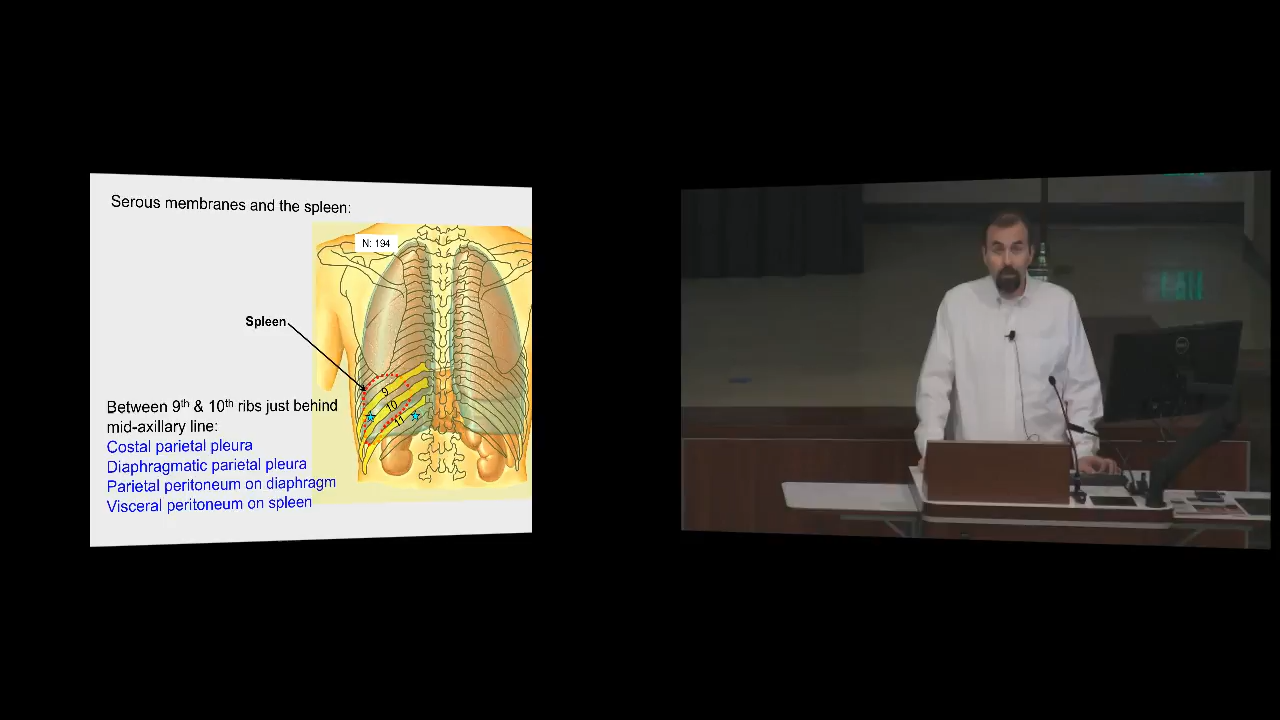 Serous membranes and the spleen:
N: 194
Spleen
9
10
11
Between 9th & 10th ribs just behind
mid-axillary line:
Costal parietal pleura
Diaphragmatic parietal pleura
Parietal peritoneum on diaphragm
Visceral peritoneum on spleen